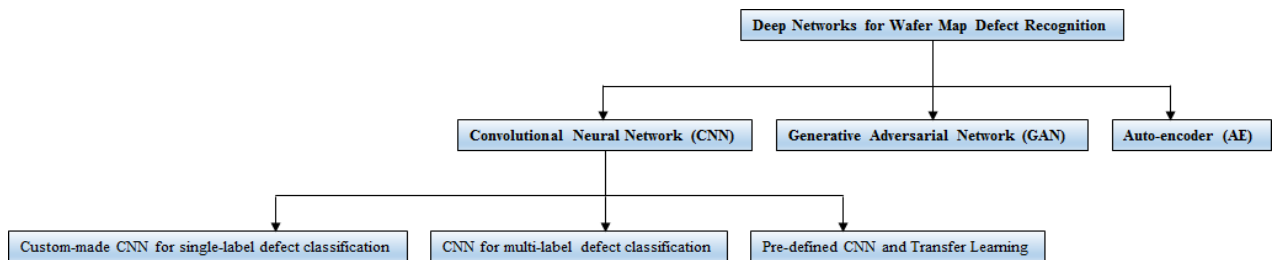 Deep Networks for Wafer Map Defect Recognition
Convolutional Neural Network (CNN)
Generative Adversarial Network (GAN)
Auto-encoder (AE)
Custom-made CNN for single-label defect classification
CNN for multi-label defect classification
Pre-defined CNN and Transfer Learning